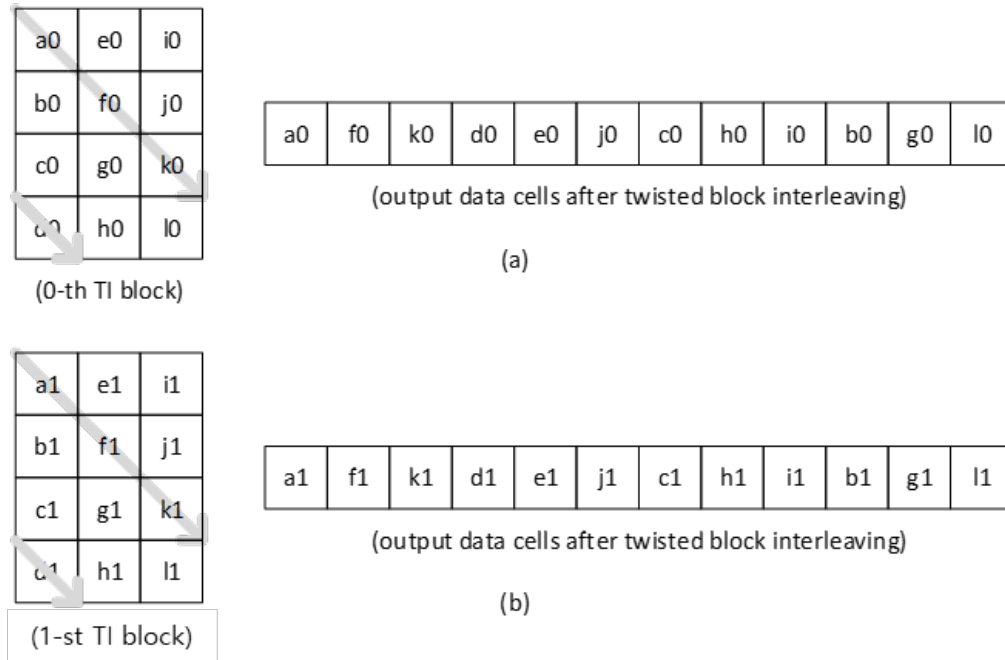 a0 e0 i0
b0 f0 j0
c0 g0 k0
d0 h0 l0
(0-th TI block)
a0 f0 k0 d0 e0 j0 c0 h0 i0 b0 g0 l0
(output data cells after twisted block interleaving)
(a)
a1 e1 i1
b1 f1 j1
c1 g1 k1
d1 h1 l1
(1-st TI block)
a1 f1 k1 d1 e1 j1 c1 h1 i1 b1 g1 l1
(output data cells after twisted block interleaving)
(b)